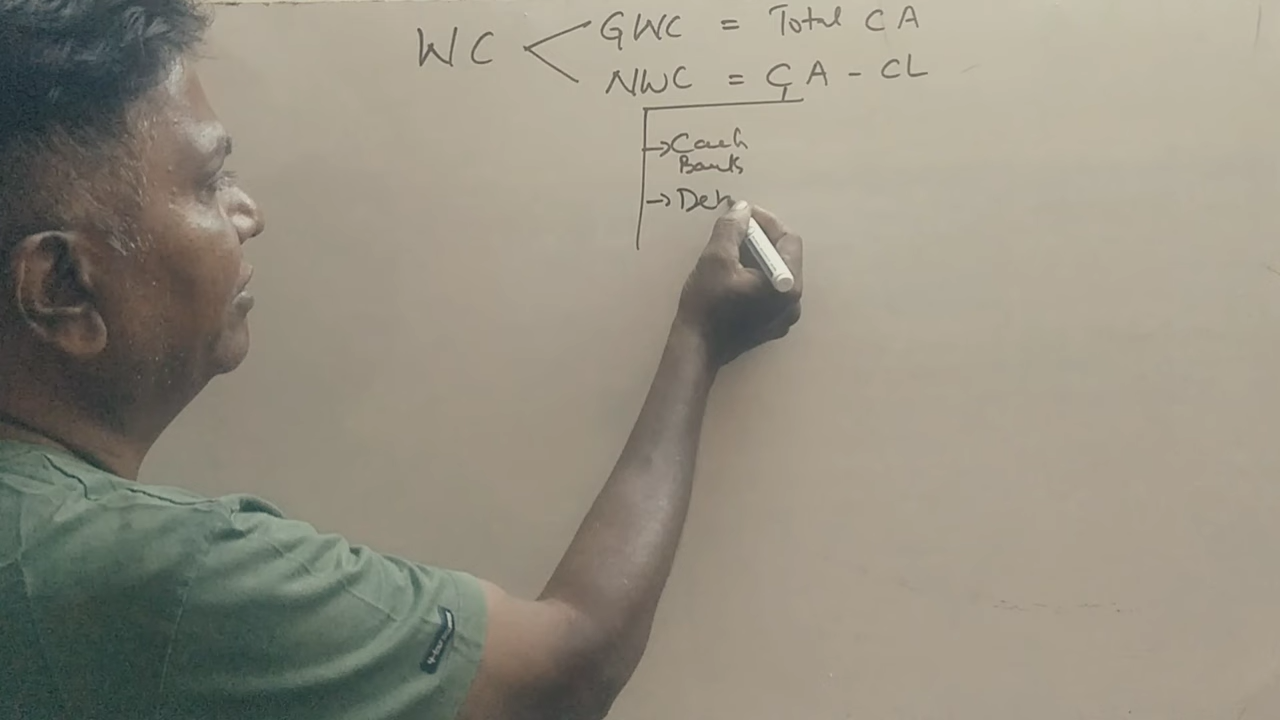 WC < GWC = Total CA
NWC = CA - CL
→ Cash
Bank
→ Deb